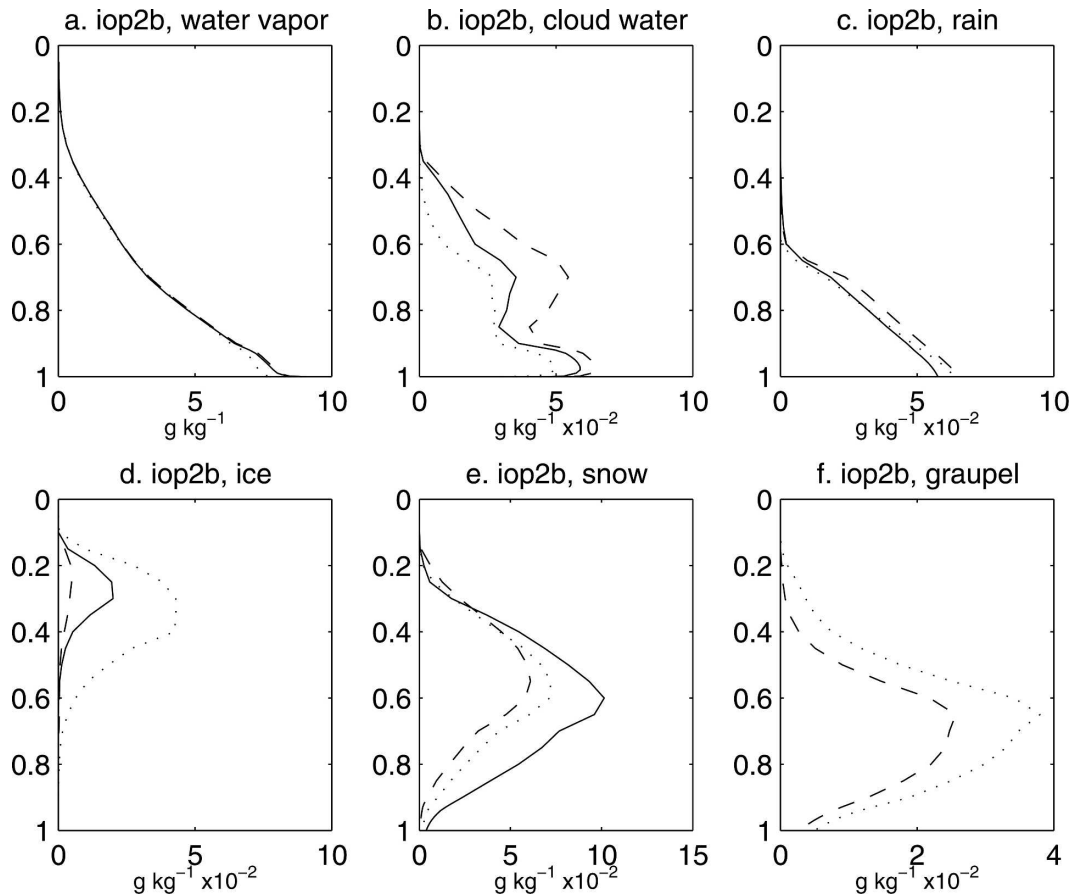 a. iop2b, water vapor
0
0.2
0.4
0.6
0.8
1
0 5 10
g kg⁻¹
b. iop2b, cloud water
0
0.2
0.4
0.6
0.8
1
0 5 10
g kg⁻¹ x10⁻²
c. iop2b, rain
0
0.2
0.4
0.6
0.8
1
0 5 10
g kg⁻¹ x10⁻²
d. iop2b, ice
0
0.2
0.4
0.6
0.8
1
0 5 10
g kg⁻¹ x10⁻²
e. iop2b, snow
0
0.2
0.4
0.6
0.8
1
0 5 10 15
g kg⁻¹ x10⁻²
f. iop2b, graupel
0
0.2
0.4
0.6
0.8
1
0 2 4
g kg⁻¹ x10⁻²